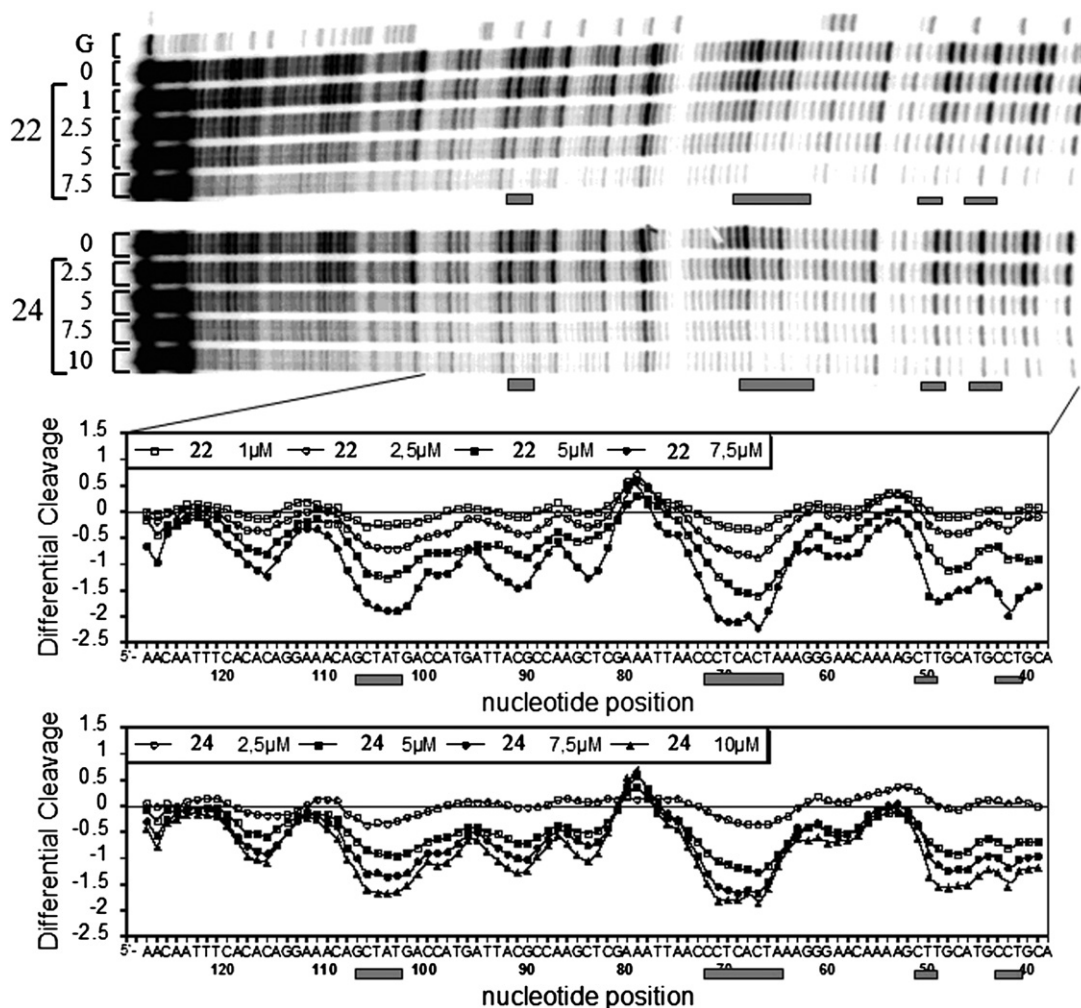 G
0
1
2.5
5
7.5
22
0
2.5
5
7.5
10
24
Differential Cleavage
1.5
1
0.5
0
-0.5
-1
-1.5
-2
-2.5
22 1µM 22 2,5µM 22 5µM 22 7,5µM
5'- AACAATTTCACACAGGAAACAGCTATGACCATGATTACGCCAAGCTCGAAATTAACCCTCACTAAAGGGAACAAAAGCTTGCATGCCTGCA
120 110 100 90 80 70 60 50 40
nucleotide position
Differential Cleavage
1.5
1
0.5
0
-0.5
-1
-1.5
-2
-2.5
24 2,5µM 24 5µM 24 7,5µM 24 10µM
5'- AACAATTTCACACAGGAAACAGCTATGACCATGATTACGCCAAGCTCGAAATTAACCCTCACTAAAGGGAACAAAAGCTTGCATGCCTGCA
120 110 100 90 80 70 60 50 40
nucleotide position